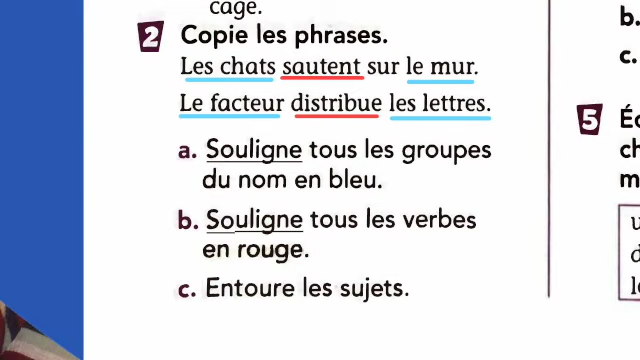 cage.
2 Copie les phrases.
Les chats sautent sur le mur.
Le facteur distribue les lettres.
a. Souligne tous les groupes
du nom en bleu.
b. Souligne tous les verbes
en rouge.
c. Entoure les sujets.
b.
c.
5